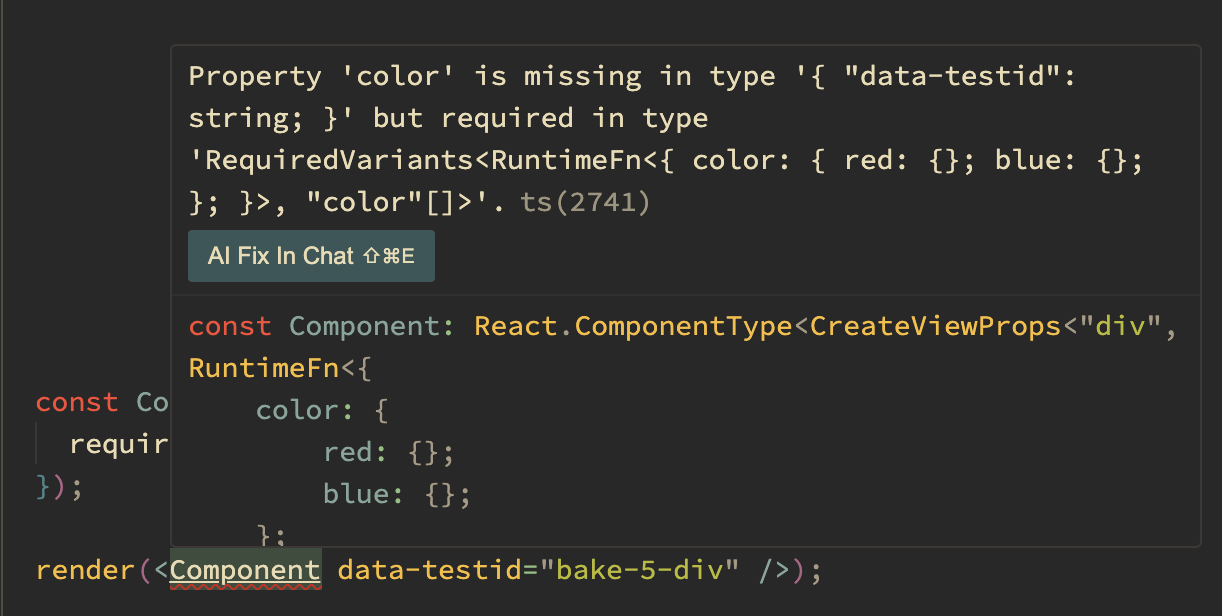 Property 'color' is missing in type '{ "data-testid":
string; }' but required in type
'RequiredVariants<RuntimeFn<{ color: { red: {}; blue: {};
}; }>, "color"[]>'. ts(2741)
AI Fix In Chat ⇧⌘E
const Component: React.ComponentType<CreateViewProps<"div",
RuntimeFn<{
    color: {
        red: {};
        blue: {};
    };
const Co
  requir
});
render(<Component data-testid="bake-5-div" />);